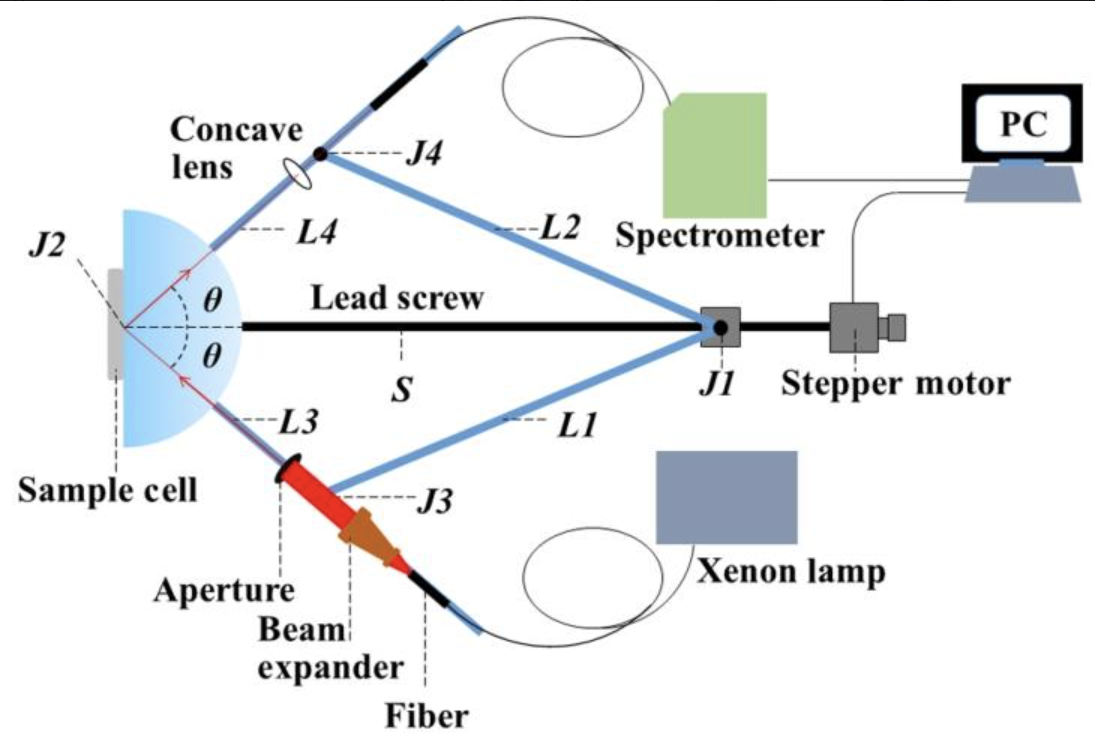 Concave
lens
J4
PC
J2
L4
L2
Spectrometer
θ
Lead screw
θ
S
J1
Stepper motor
L3
L1
Sample cell
J3
Aperture
Xenon lamp
Beam
expander
Fiber